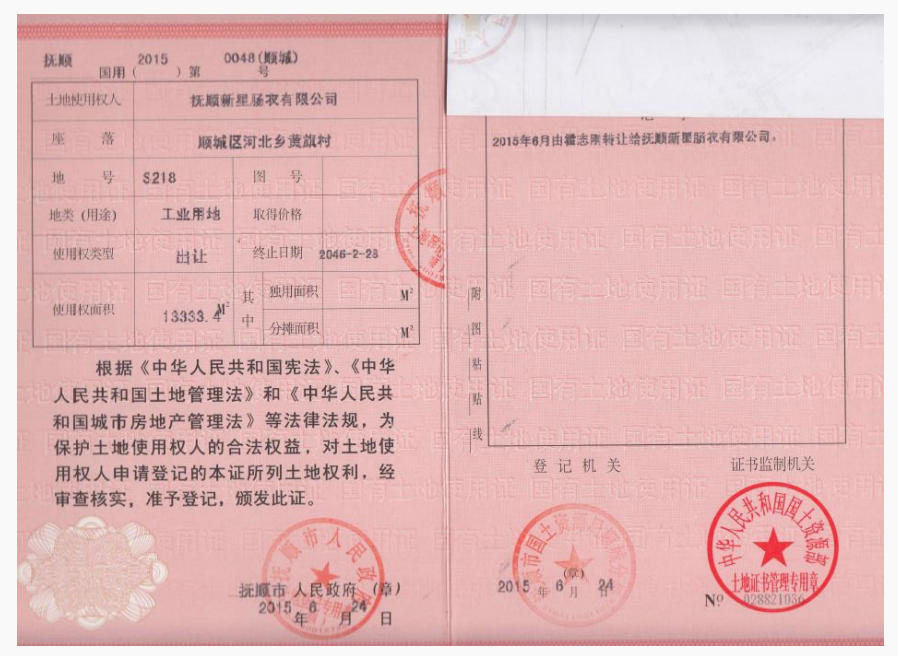 抚顺 国用( 2015 )第 0048(顺城) 号
土地使用权人 抚顺新星肠衣有限公司
座 落 顺城区河北乡黄旗村
地 号 S218 图 号
地类(用途) 工业用地 取得价格
使用权类型 出让 终止日期 2046-2-28
使用权面积 13333.4 M² 其中 独用面积 M²
分摊面积 M²
根据《中华人民共和国宪法》、《中华
人民共和国土地管理法》和《中华人民共
和国城市房地产管理法》等法律法规，为
保护土地使用权人的合法权益，对土地使
用权人申请登记的本证所列土地权利，经
审查核实，准予登记，颁发此证。
抚顺市人民政府
抚顺市 人民政府 (章)
2015 年 6 月 24 日
2015年6月由霍志刚转让给抚顺新星肠衣有限公司。
附图粘贴线
国有土地使用证
登记机关
(章)
2015 年 6 月 24 日
证书监制机关
中华人民共和国国土资源部
土地证书管理专用章
№ 028821036